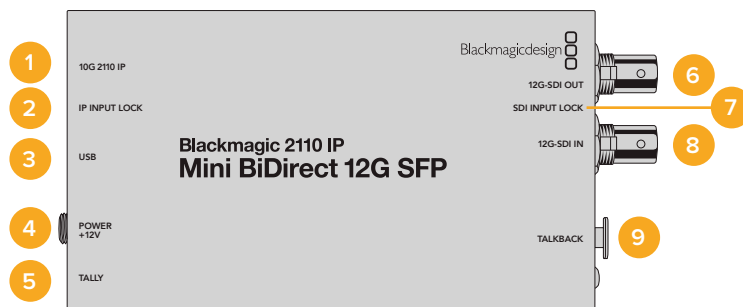 1
10G 2110 IP
2
IP INPUT LOCK
3
USB
4
POWER
+12V
5
TALLY
Blackmagic 2110 IP
Mini BiDirect 12G SFP
Blackmagicdesign
12G-SDI OUT
6
SDI INPUT LOCK
7
12G-SDI IN
8
TALKBACK
9